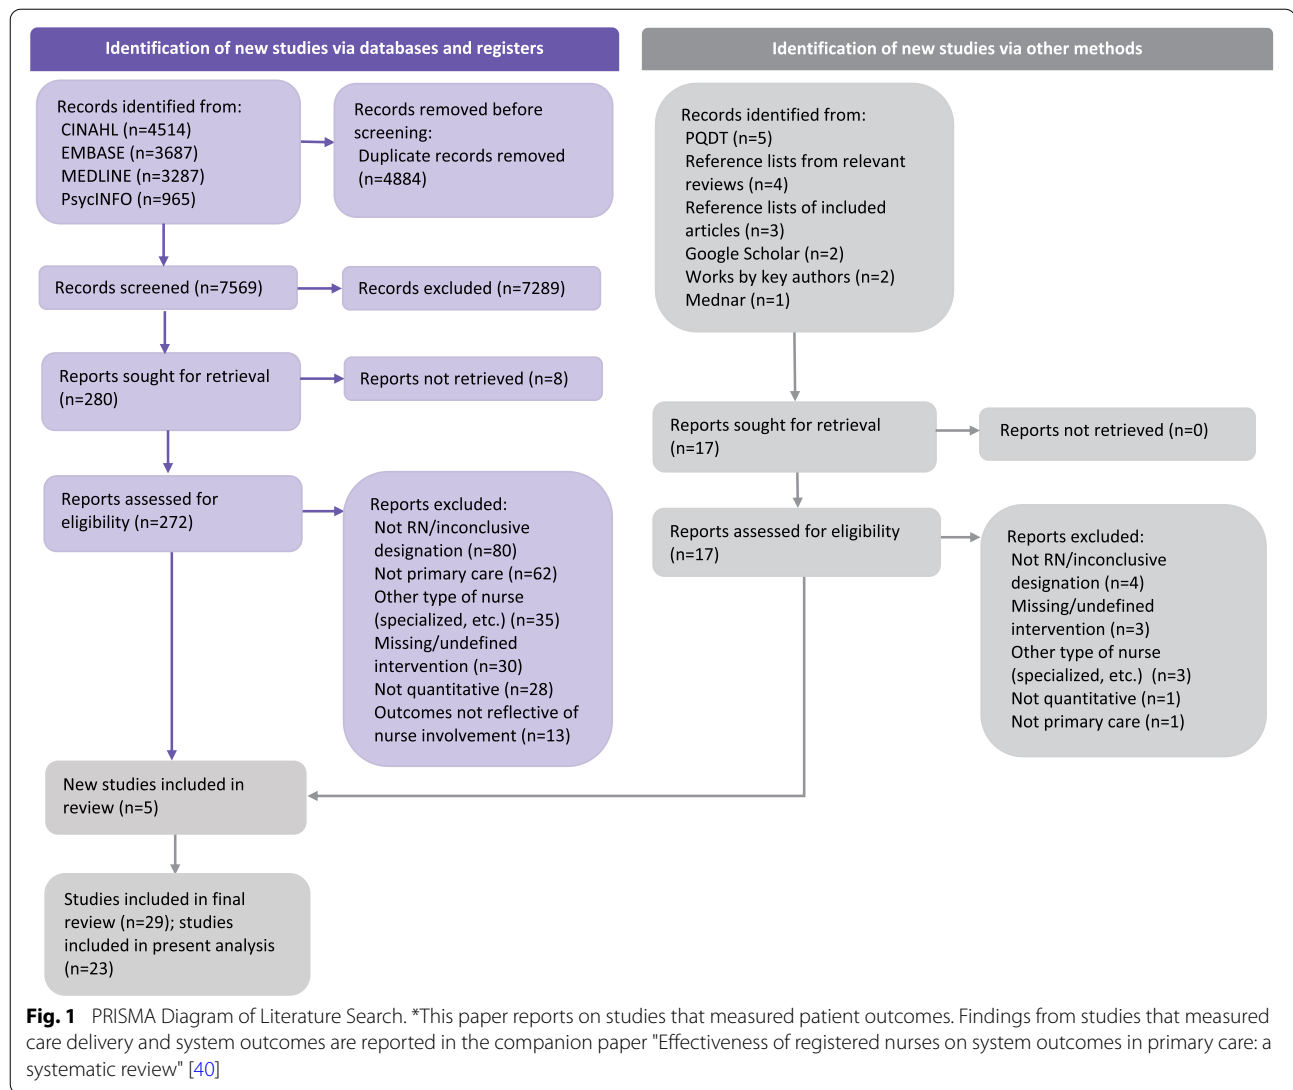 Identification of new studies via databases and registers
Records identified from:
CINAHL (n=4514)
EMBASE (n=3687)
MEDLINE (n=3287)
PsycINFO (n=965)
Records removed before
screening:
Duplicate records removed
(n=4884)
Records screened (n=7569)
Records excluded (n=7289)
Reports sought for retrieval
(n=280)
Reports not retrieved (n=8)
Reports assessed for
eligibility (n=272)
Reports excluded:
Not RN/inconclusive
designation (n=80)
Not primary care (n=62)
Other type of nurse
(specialized, etc.) (n=35)
Missing/undefined
intervention (n=30)
Not quantitative (n=28)
Outcomes not reflective of
nurse involvement (n=13)
Identification of new studies via other methods
Records identified from:
PQDT (n=5)
Reference lists from relevant
reviews (n=4)
Reference lists of included
articles (n=3)
Google Scholar (n=2)
Works by key authors (n=2)
Mednar (n=1)
Reports sought for retrieval
(n=17)
Reports not retrieved (n=0)
Reports assessed for eligibility
(n=17)
Reports excluded:
Not RN/inconclusive
designation (n=4)
Missing/undefined
intervention (n=3)
Other type of nurse
(specialized, etc.) (n=3)
Not quantitative (n=1)
Not primary care (n=1)
New studies included in
review (n=5)
Studies included in final
review (n=29); studies
included in present analysis
(n=23)
Fig. 1 PRISMA Diagram of Literature Search. *This paper reports on studies that measured patient outcomes. Findings from studies that measured
care delivery and system outcomes are reported in the companion paper "Effectiveness of registered nurses on system outcomes in primary care: a
systematic review" [40]